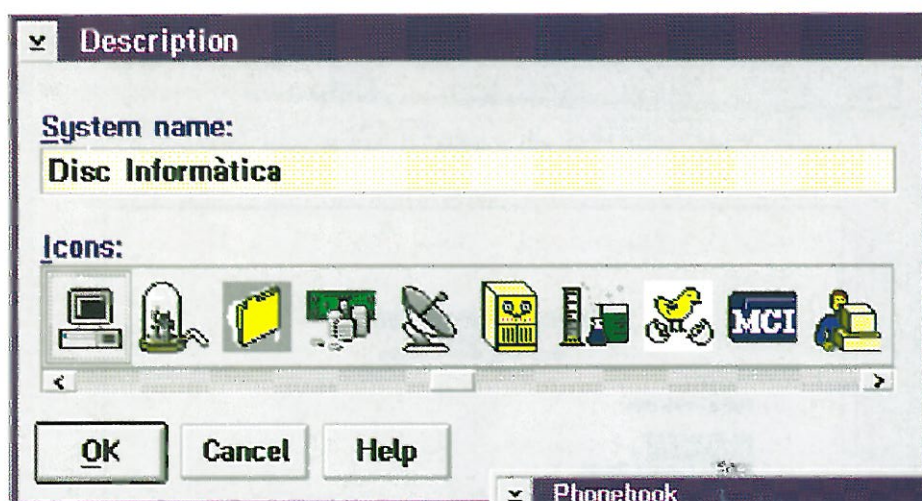 Description
System name:
Disc Informàtica
Icons:
MCI
OK Cancel Help
Phonebook